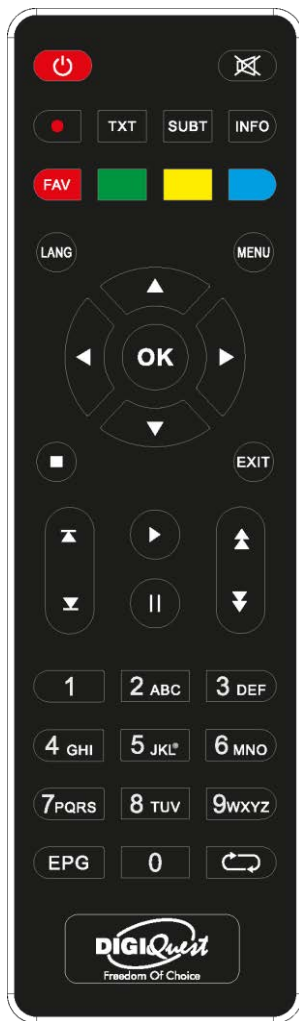 TXT SUBT INFO
FAV
LANG MENU
OK
EXIT
1 2 ABC 3 DEF
4 GHI 5 JKL 6 MNO
7PQRS 8 TUV 9WXYZ
EPG 0
DIGIQuest
Freedom Of Choice